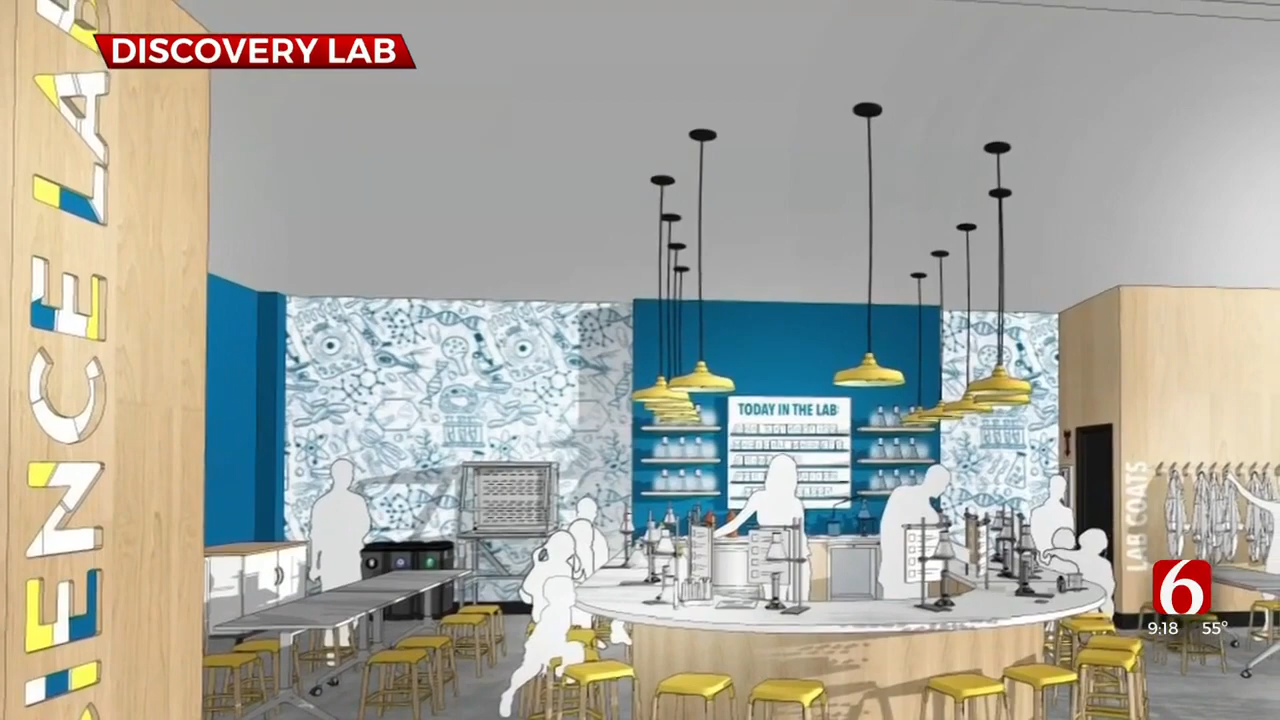 DISCOVERY LAB
IENCE LAB
TODAY IN THE LAB
LAB COATS
6
9:18 55°